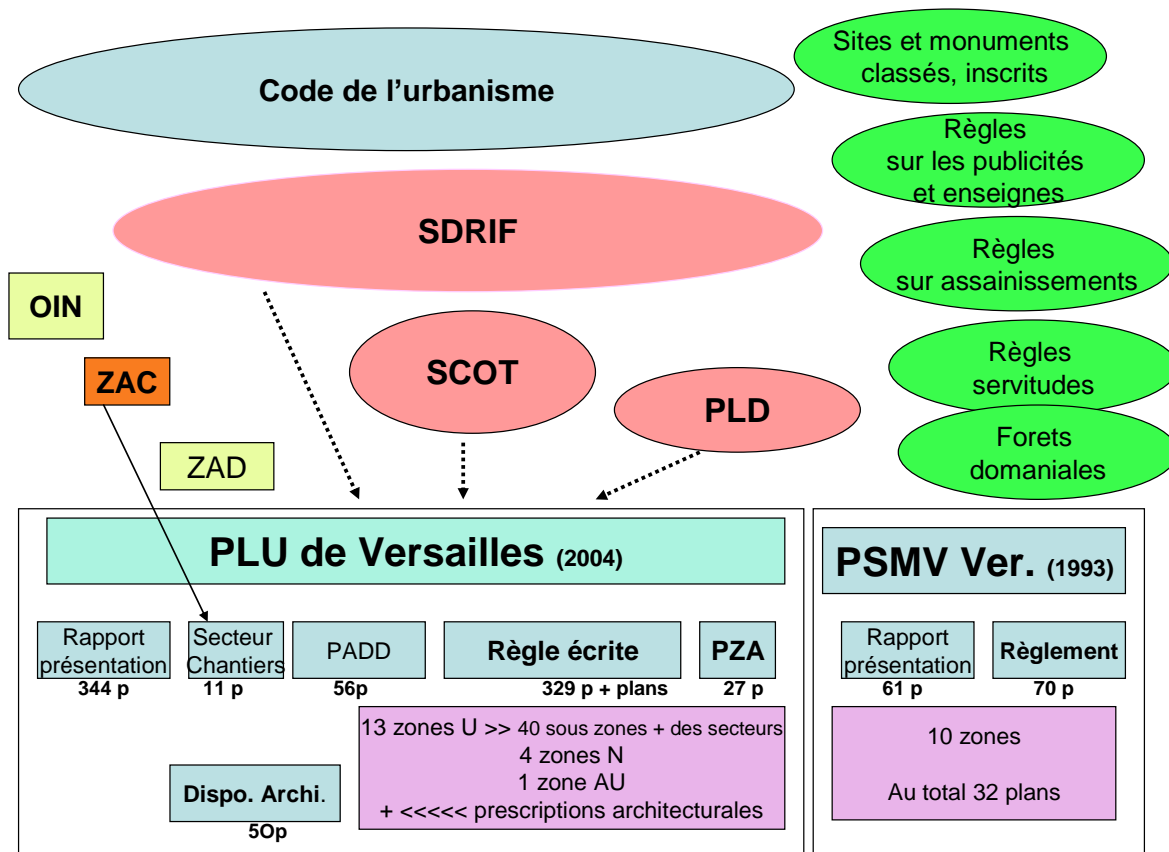 Code de l'urbanisme
Sites et monuments
classés, inscrits
Règles
sur les publicités
et enseignes
SDRIF
Règles
sur assainissements
OIN
SCOT
Règles
servitudes
ZAC
PLD
Forets
domaniales
ZAD
PLU de Versailles (2004)
Rapport
présentation
344 p
Secteur
Chantiers
11 p
PADD
56p
Règle écrite
329 p + plans
PZA
27 p
13 zones U >> 40 sous zones + des secteurs
4 zones N
1 zone AU
+ <<<<< prescriptions architecturales
Dispo. Archi.
5Op
PSMV Ver. (1993)
Rapport
présentation
61 p
Règlement
70 p
10 zones
Au total 32 plans